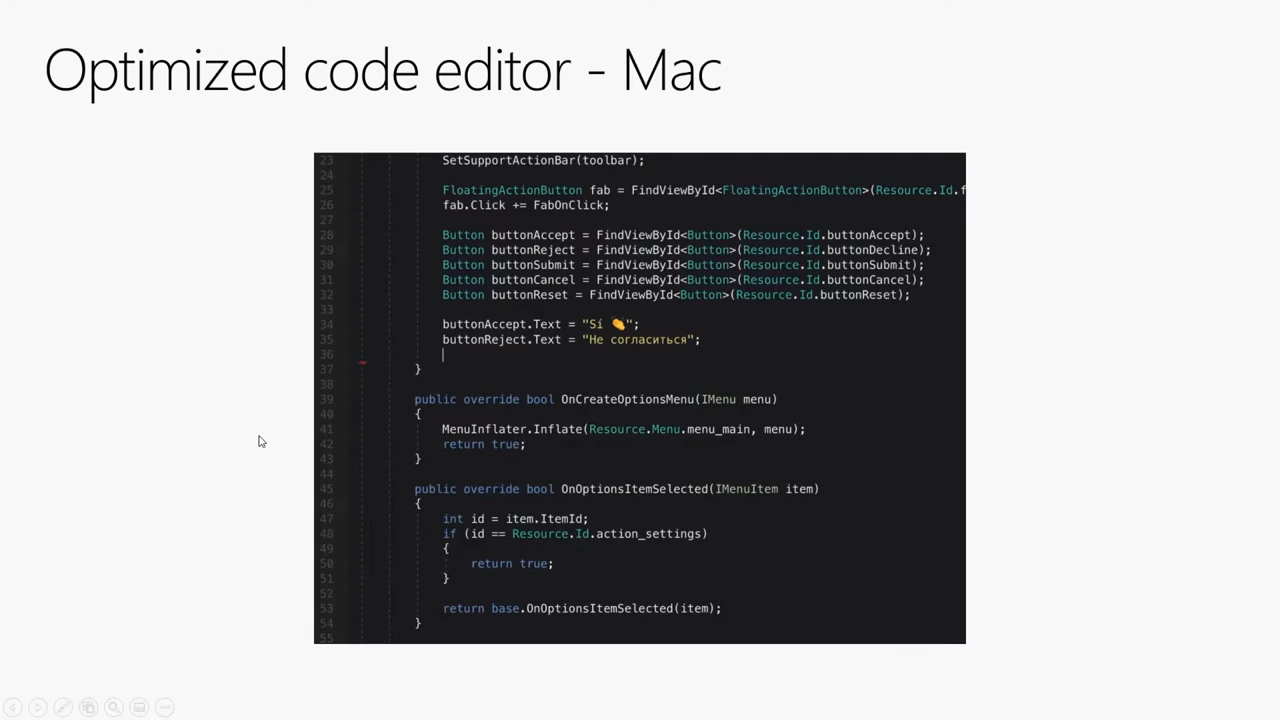 Optimized code editor - Mac
23 SetSupportActionBar(toolbar);
24
25 FloatingActionButton fab = FindViewById<FloatingActionButton>(Resource.Id.f
26 fab.Click += FabOnClick;
27
28 Button buttonAccept = FindViewById<Button>(Resource.Id.buttonAccept);
29 Button buttonReject = FindViewById<Button>(Resource.Id.buttonDecline);
30 Button buttonSubmit = FindViewById<Button>(Resource.Id.buttonSubmit);
31 Button buttonCancel = FindViewById<Button>(Resource.Id.buttonCancel);
32 Button buttonReset = FindViewById<Button>(Resource.Id.buttonReset);
33
34 buttonAccept.Text = "Sí 👏";
35 buttonReject.Text = "Не согласиться";
36
37 }
38
39 public override bool OnCreateOptionsMenu(IMenu menu)
40 {
41 MenuInflater.Inflate(Resource.Menu.menu_main, menu);
42 return true;
43 }
44
45 public override bool OnOptionsItemSelected(IMenuItem item)
46 {
47 int id = item.ItemId;
48 if (id == Resource.Id.action_settings)
49 {
50 return true;
51 }
52
53 return base.OnOptionsItemSelected(item);
54 }
55